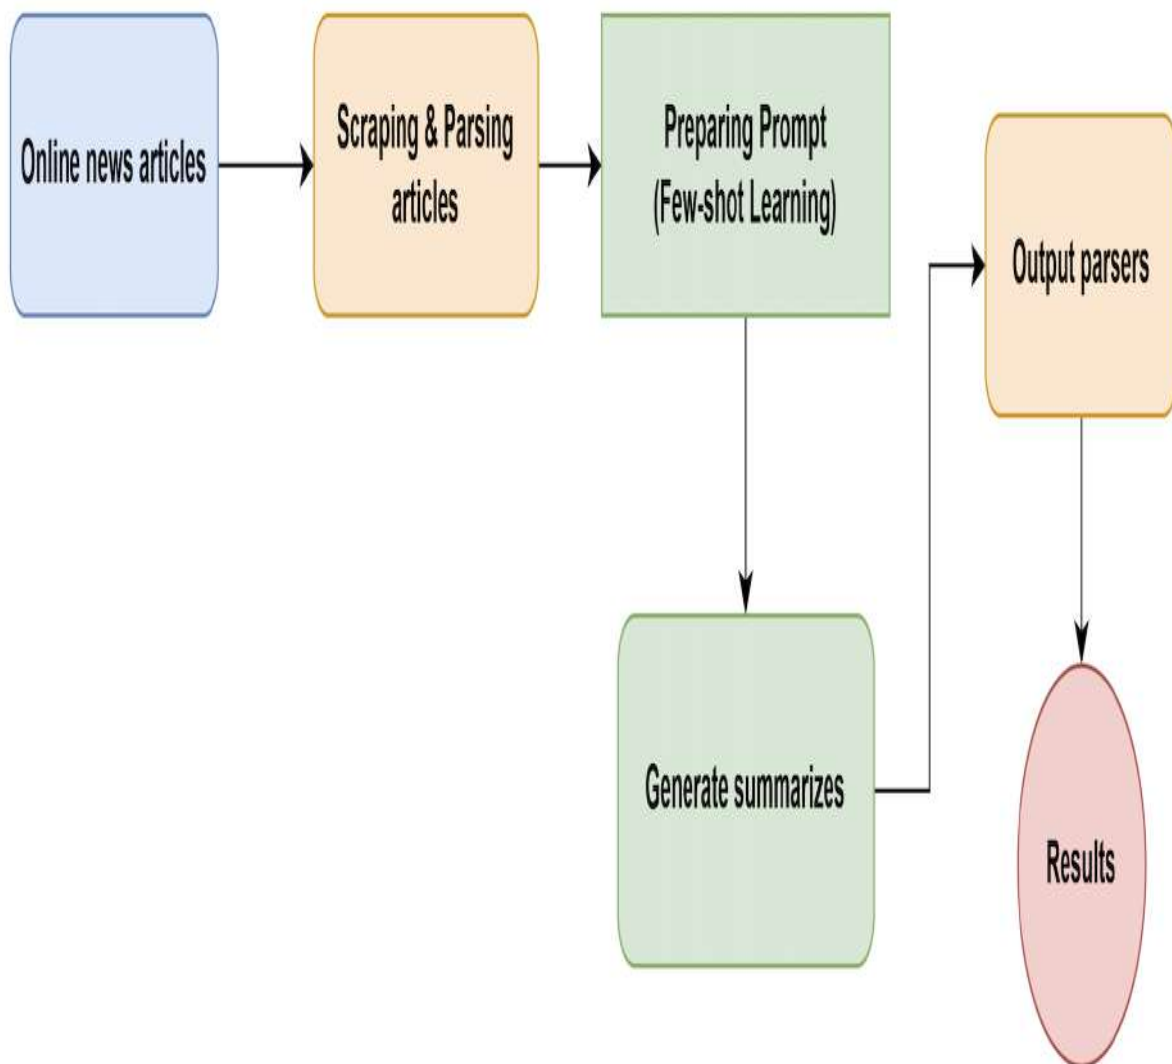 Online news articles
Scraping & Parsing
articles
Preparing Prompt
(Few-shot Learning)
Output parsers
Generate summarizes
Results